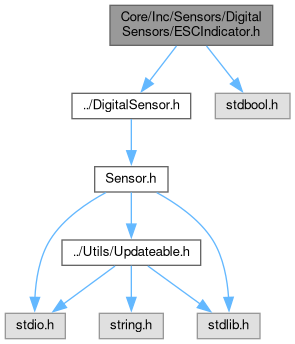 Core/Inc/Sensors/Digital
Sensors/ESCIndicator.h
../DigitalSensor.h
stdbool.h
Sensor.h
../Utils/Updateable.h
stdio.h
string.h
stdlib.h